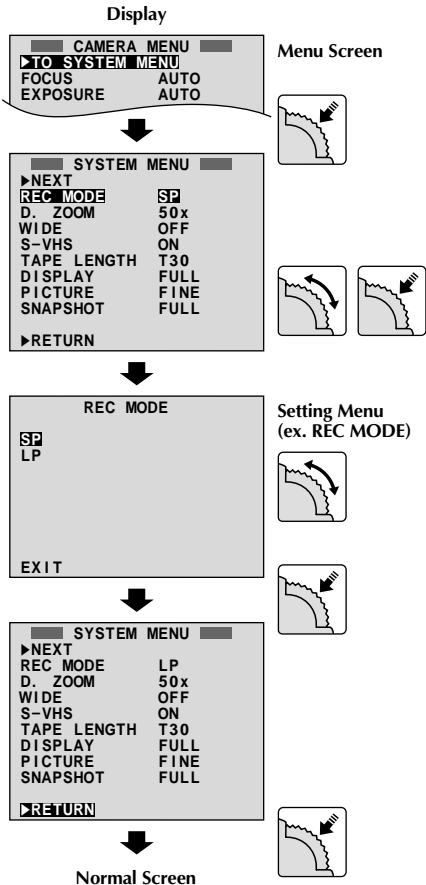 Display
CAMERA MENU
▶TO SYSTEM MENU
FOCUS AUTO
EXPOSURE AUTO
Menu Screen
SYSTEM MENU
▶NEXT
REC MODE SP
D. ZOOM 50x
WIDE OFF
S–VHS ON
TAPE LENGTH T30
DISPLAY FULL
PICTURE FINE
SNAPSHOT FULL
▶RETURN
REC MODE
SP
LP
EXIT
Setting Menu
(ex. REC MODE)
SYSTEM MENU
▶NEXT
REC MODE LP
D. ZOOM 50x
WIDE OFF
S–VHS ON
TAPE LENGTH T30
DISPLAY FULL
PICTURE FINE
SNAPSHOT FULL
▶RETURN
Normal Screen